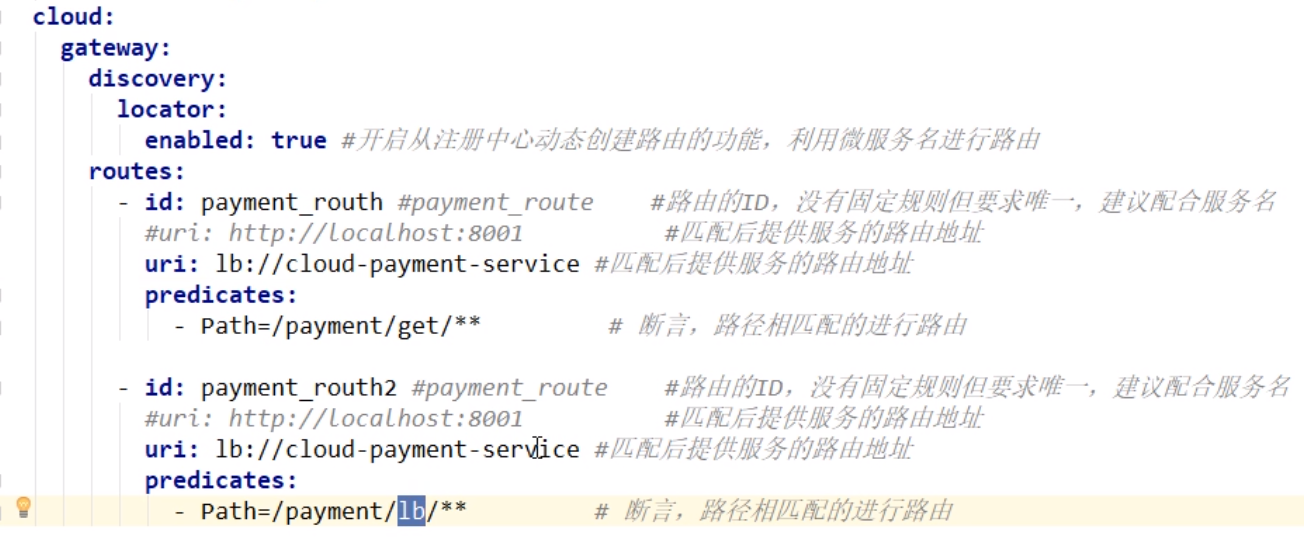 cloud:
gateway:
discovery:
locator:
enabled: true #开启从注册中心动态创建路由的功能，利用微服务名进行路由
routes:
- id: payment_routh #payment_route #路由的ID，没有固定规则但要求唯一，建议配合服务名
#uri: http://localhost:8001 #匹配后提供服务的路由地址
uri: lb://cloud-payment-service #匹配后提供服务的路由地址
predicates:
- Path=/payment/get/** # 断言，路径相匹配的进行路由
- id: payment_routh2 #payment_route #路由的ID，没有固定规则但要求唯一，建议配合服务名
#uri: http://localhost:8001 #匹配后提供服务的路由地址
uri: lb://cloud-payment-service #匹配后提供服务的路由地址
predicates:
- Path=/payment/lb/** # 断言，路径相匹配的进行路由